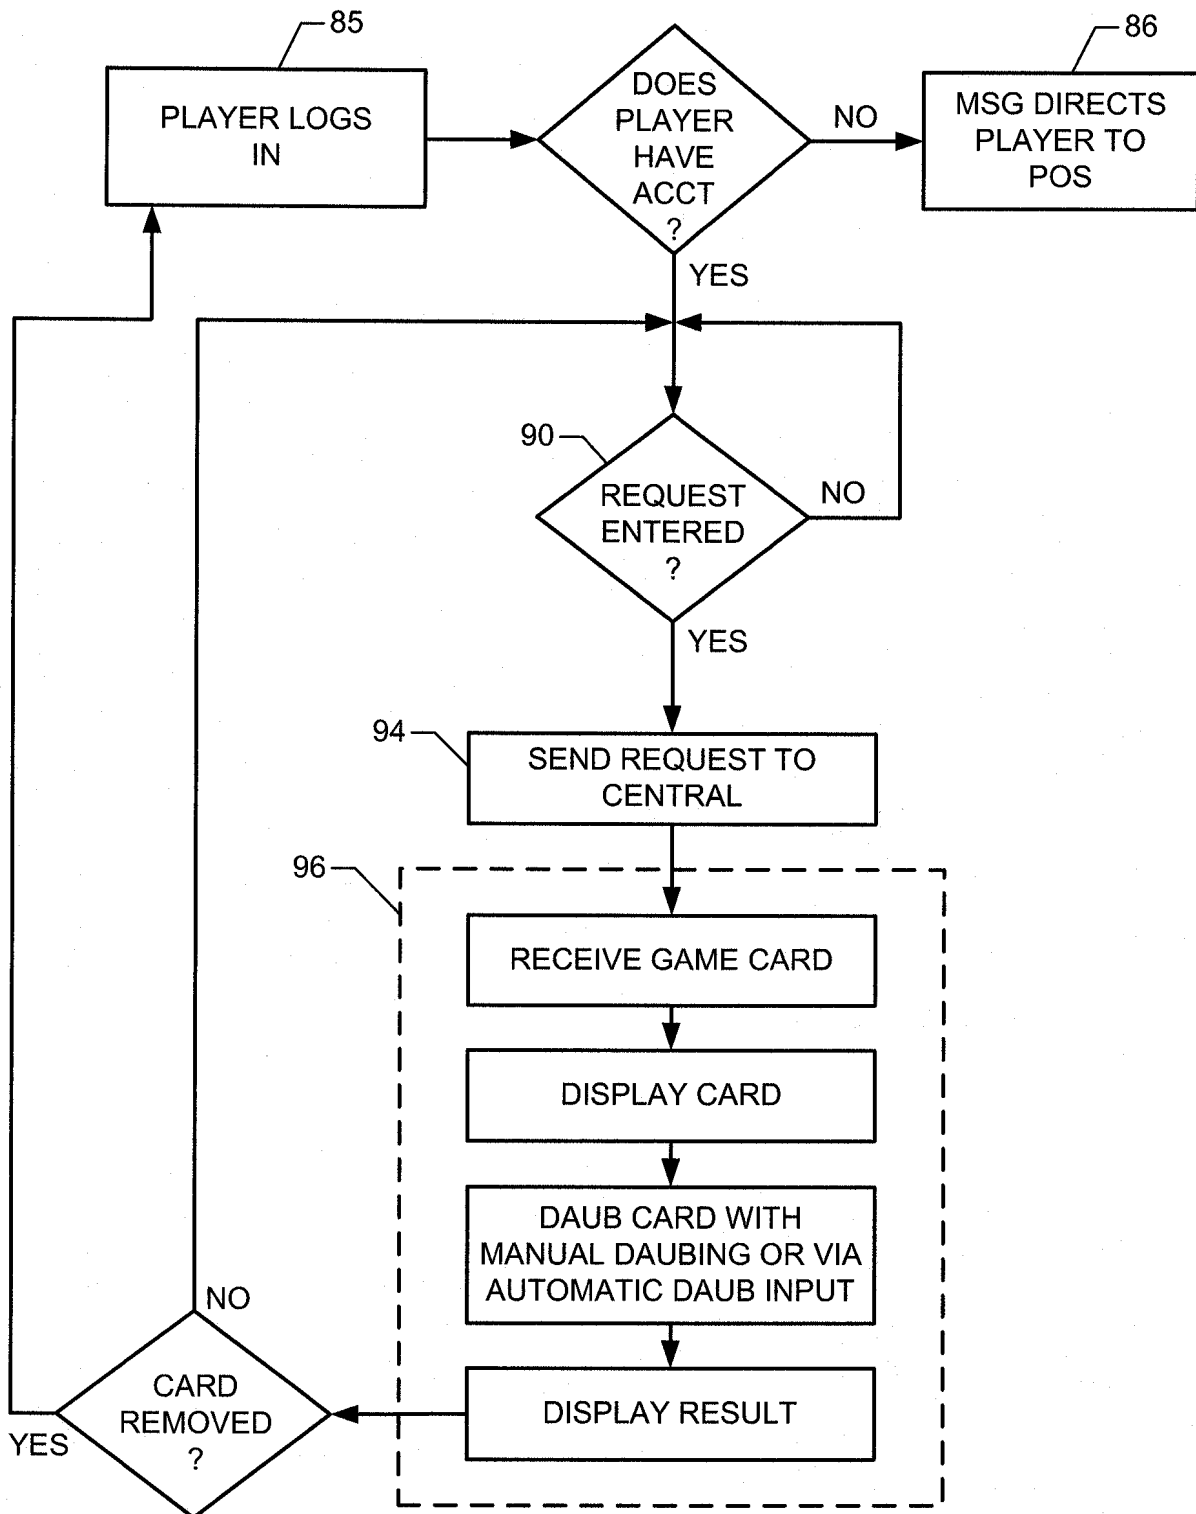 85
PLAYER LOGS
IN
DOES
PLAYER
HAVE
ACCT
?
NO
86
MSG DIRECTS
PLAYER TO
POS
YES
90
REQUEST
ENTERED
?
NO
YES
94
SEND REQUEST TO
CENTRAL
96
RECEIVE GAME CARD
DISPLAY CARD
DAUB CARD WITH
MANUAL DAUBING OR VIA
AUTOMATIC DAUB INPUT
DISPLAY RESULT
NO
CARD
REMOVED
?
YES